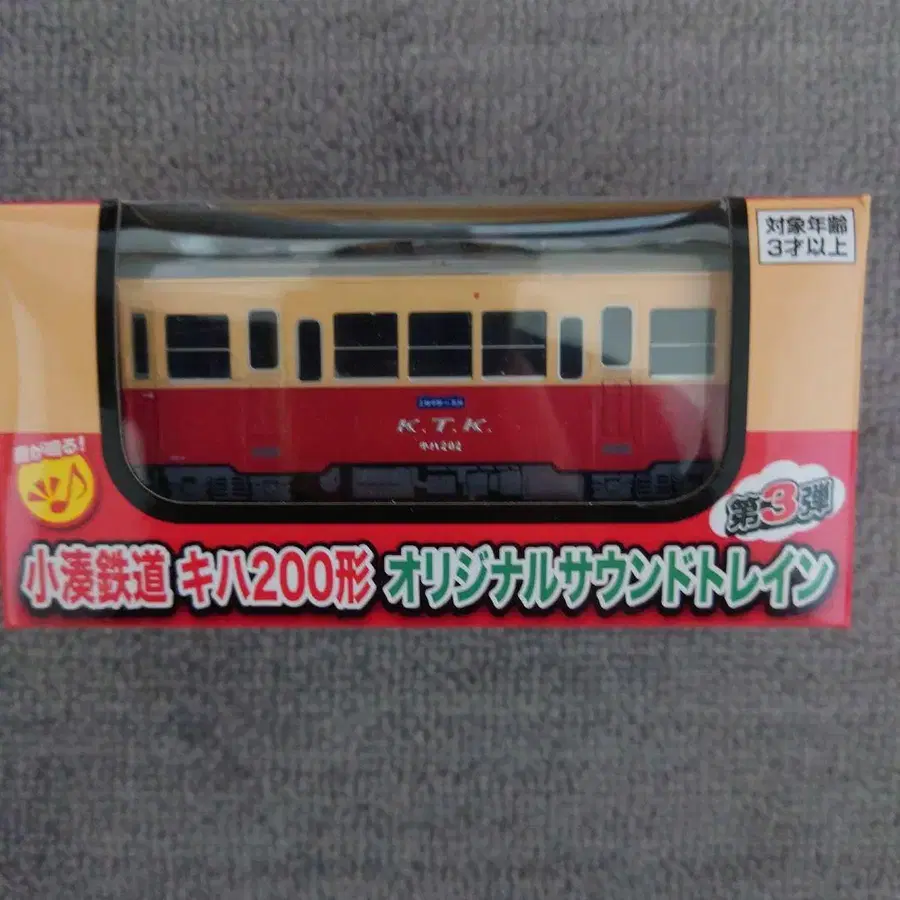 対象年齢
3才以上
K.T.K.
キハ202
音が鳴る!
第3弾
小湊鉄道 キハ200形 オリジナルサウンドトレイン